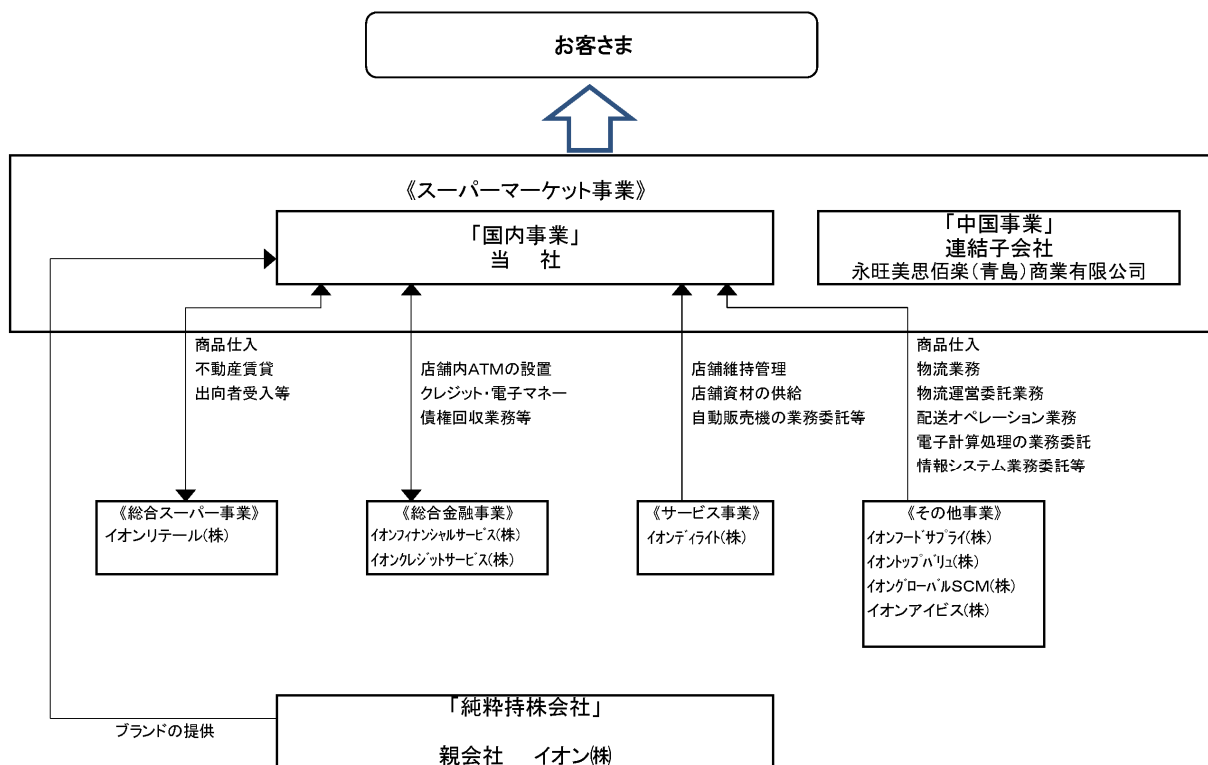 お客さま
《スーパーマーケット事業》
「国内事業」
当　社
「中国事業」
連結子会社
永旺美思佰楽(青島)商業有限公司
商品仕入
不動産賃貸
出向者受入等
店舗内ATMの設置
クレジット・電子マネー
債権回収業務等
店舗維持管理
店舗資材の供給
自動販売機の業務委託等
商品仕入
物流業務
物流運営委託業務
配送オペレーション業務
電子計算処理の業務委託
情報システム業務委託等
《総合スーパー事業》
イオンリテール(株)
《総合金融事業》
イオンフィナンシャルサービス(株)
イオンクレジットサービス(株)
《サービス事業》
イオンディライト(株)
《その他事業》
イオンフードサプライ(株)
イオントップバリュ(株)
イオングローバルSCM(株)
イオンアイビス(株)
ブランドの提供
「純粋持株会社」
親会社　イオン㈱